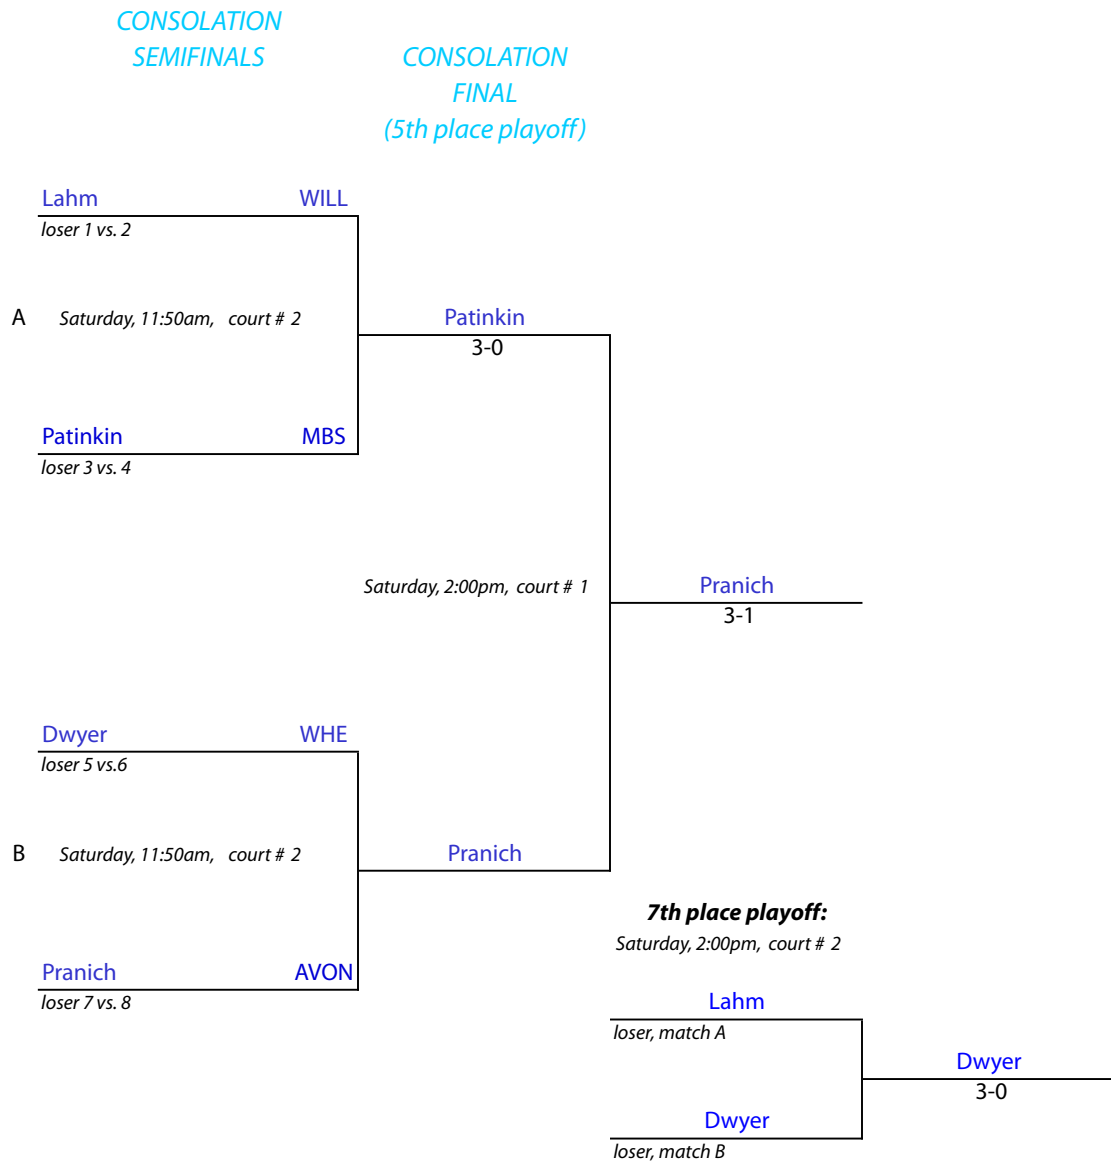 CONSOLATION
SEMIFINALS
CONSOLATION
FINAL
(5th place playoff)
Lahm WILL
loser 1 vs. 2
A Saturday, 11:50am, court # 2
Patinkin
3-0
Patinkin MBS
loser 3 vs. 4
Saturday, 2:00pm, court # 1
Pranich
3-1
Dwyer WHE
loser 5 vs.6
B Saturday, 11:50am, court # 2
Pranich
7th place playoff:
Saturday, 2:00pm, court # 2
Pranich AVON
loser 7 vs. 8
Lahm
loser, match A
Dwyer
3-0
Dwyer
loser, match B